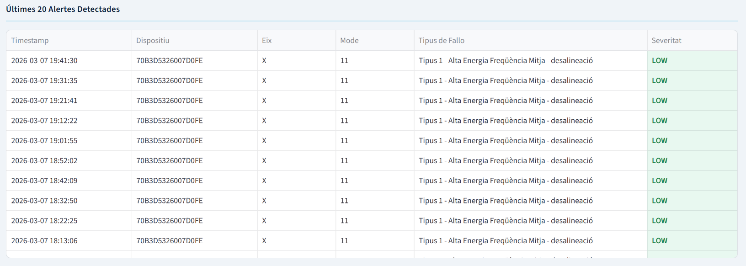 Últimes 20 Alertes Detectades
Timestamp Dispositiu Eix Mode Tipus de Fallo Severitat
2026-03-07 19:41:30 70B3D5326007D0FE X 11 Tipus 1 - Alta Energia Freqüència Mitja - desalineació LOW
2026-03-07 19:31:35 70B3D5326007D0FE X 11 Tipus 1 - Alta Energia Freqüència Mitja - desalineació LOW
2026-03-07 19:21:41 70B3D5326007D0FE X 11 Tipus 1 - Alta Energia Freqüència Mitja - desalineació LOW
2026-03-07 19:12:22 70B3D5326007D0FE X 11 Tipus 1 - Alta Energia Freqüència Mitja - desalineació LOW
2026-03-07 19:01:55 70B3D5326007D0FE X 11 Tipus 1 - Alta Energia Freqüència Mitja - desalineació LOW
2026-03-07 18:52:02 70B3D5326007D0FE X 11 Tipus 1 - Alta Energia Freqüència Mitja - desalineació LOW
2026-03-07 18:42:09 70B3D5326007D0FE X 11 Tipus 1 - Alta Energia Freqüència Mitja - desalineació LOW
2026-03-07 18:32:50 70B3D5326007D0FE X 11 Tipus 1 - Alta Energia Freqüència Mitja - desalineació LOW
2026-03-07 18:22:25 70B3D5326007D0FE X 11 Tipus 1 - Alta Energia Freqüència Mitja - desalineació LOW
2026-03-07 18:13:06 70B3D5326007D0FE X 11 Tipus 1 - Alta Energia Freqüència Mitja - desalineació LOW